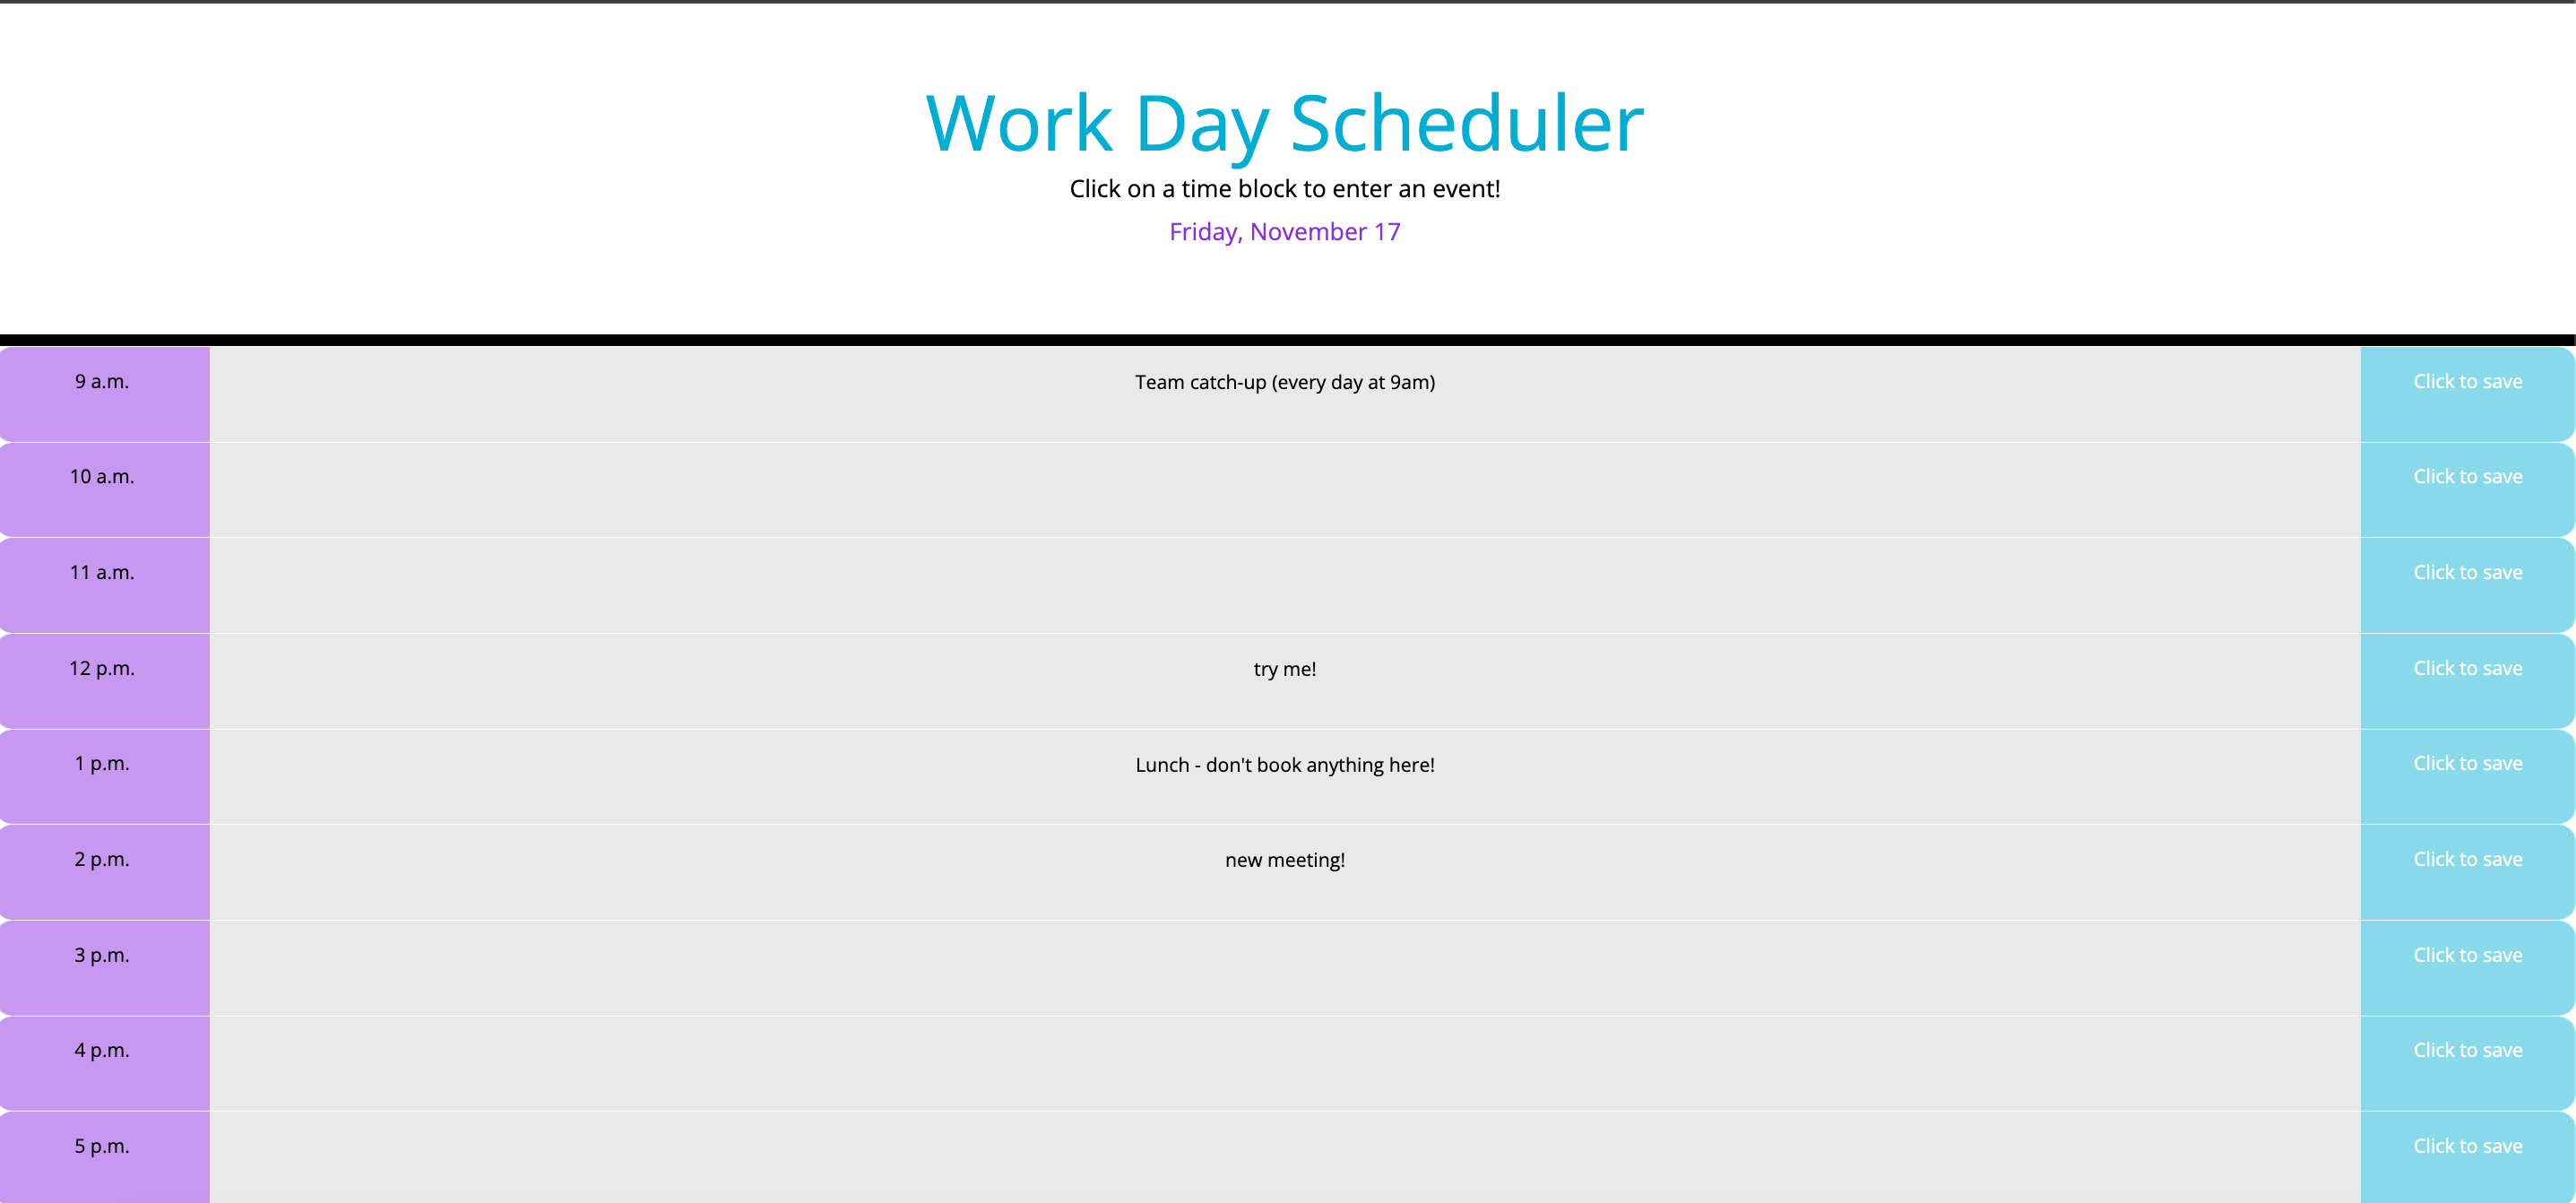 Work Day Scheduler
Click on a time block to enter an event!
Friday, November 17
9 a.m. Team catch-up (every day at 9am) Click to save
10 a.m. Click to save
11 a.m. Click to save
12 p.m. try me! Click to save
1 p.m. Lunch - don't book anything here! Click to save
2 p.m. new meeting! Click to save
3 p.m. Click to save
4 p.m. Click to save
5 p.m. Click to save